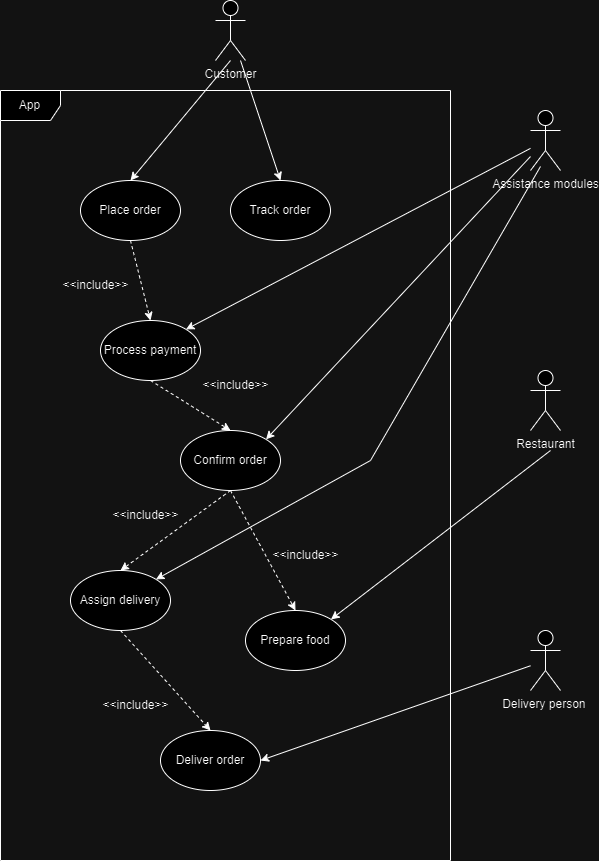 Customer
App
Assistance modules
Place order
Track order
<<include>>
Process payment
<<include>>
Restaurant
Confirm order
<<include>>
<<include>>
Assign delivery
Prepare food
<<include>>
Delivery person
Deliver order